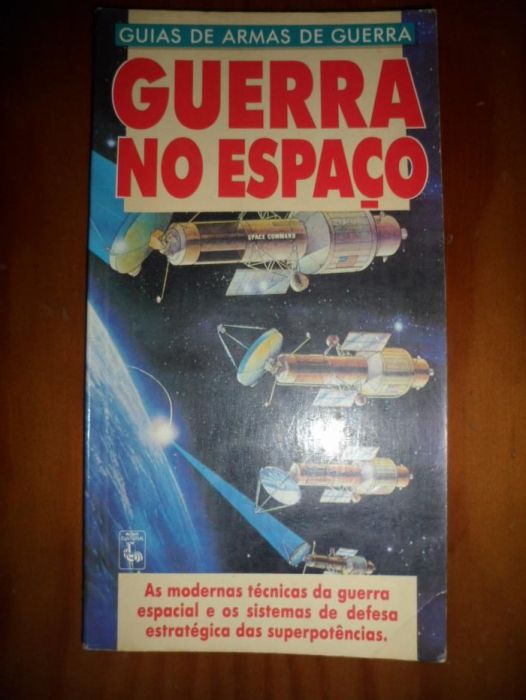 GUIAS DE ARMAS DE GUERRA
GUERRA
NO ESPAÇO
SPACE COMMAND
As modernas técnicas da guerra
espacial e os sistemas de defesa
estratégica das superpotências.